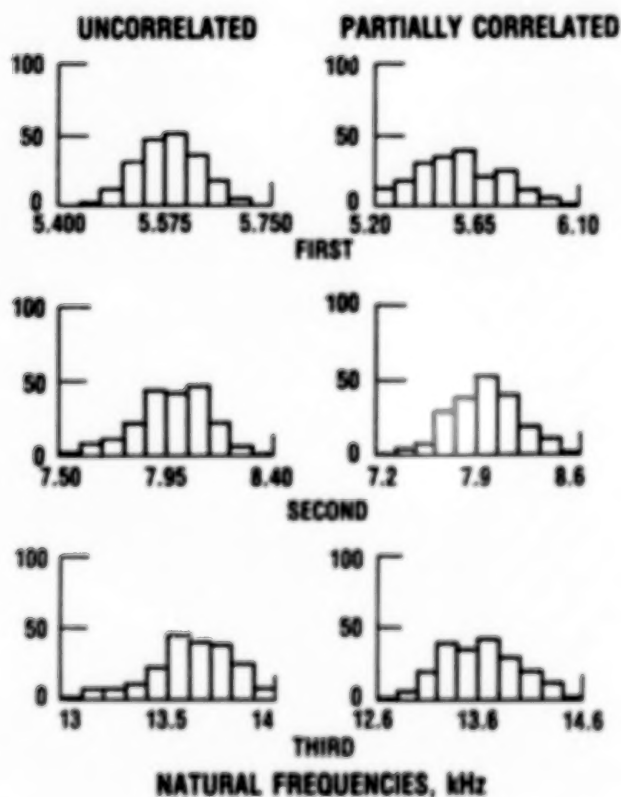 UNCORRELATED PARTIALLY CORRELATED
100 100
50 50
0 0
5.400 5.575 5.750 5.20 5.65 6.10
FIRST
100 100
50 50
0 0
7.50 7.95 8.40 7.2 7.9 8.6
SECOND
100 100
50 50
0 0
13 13.5 14 12.6 13.6 14.6
THIRD
NATURAL FREQUENCIES, kHz